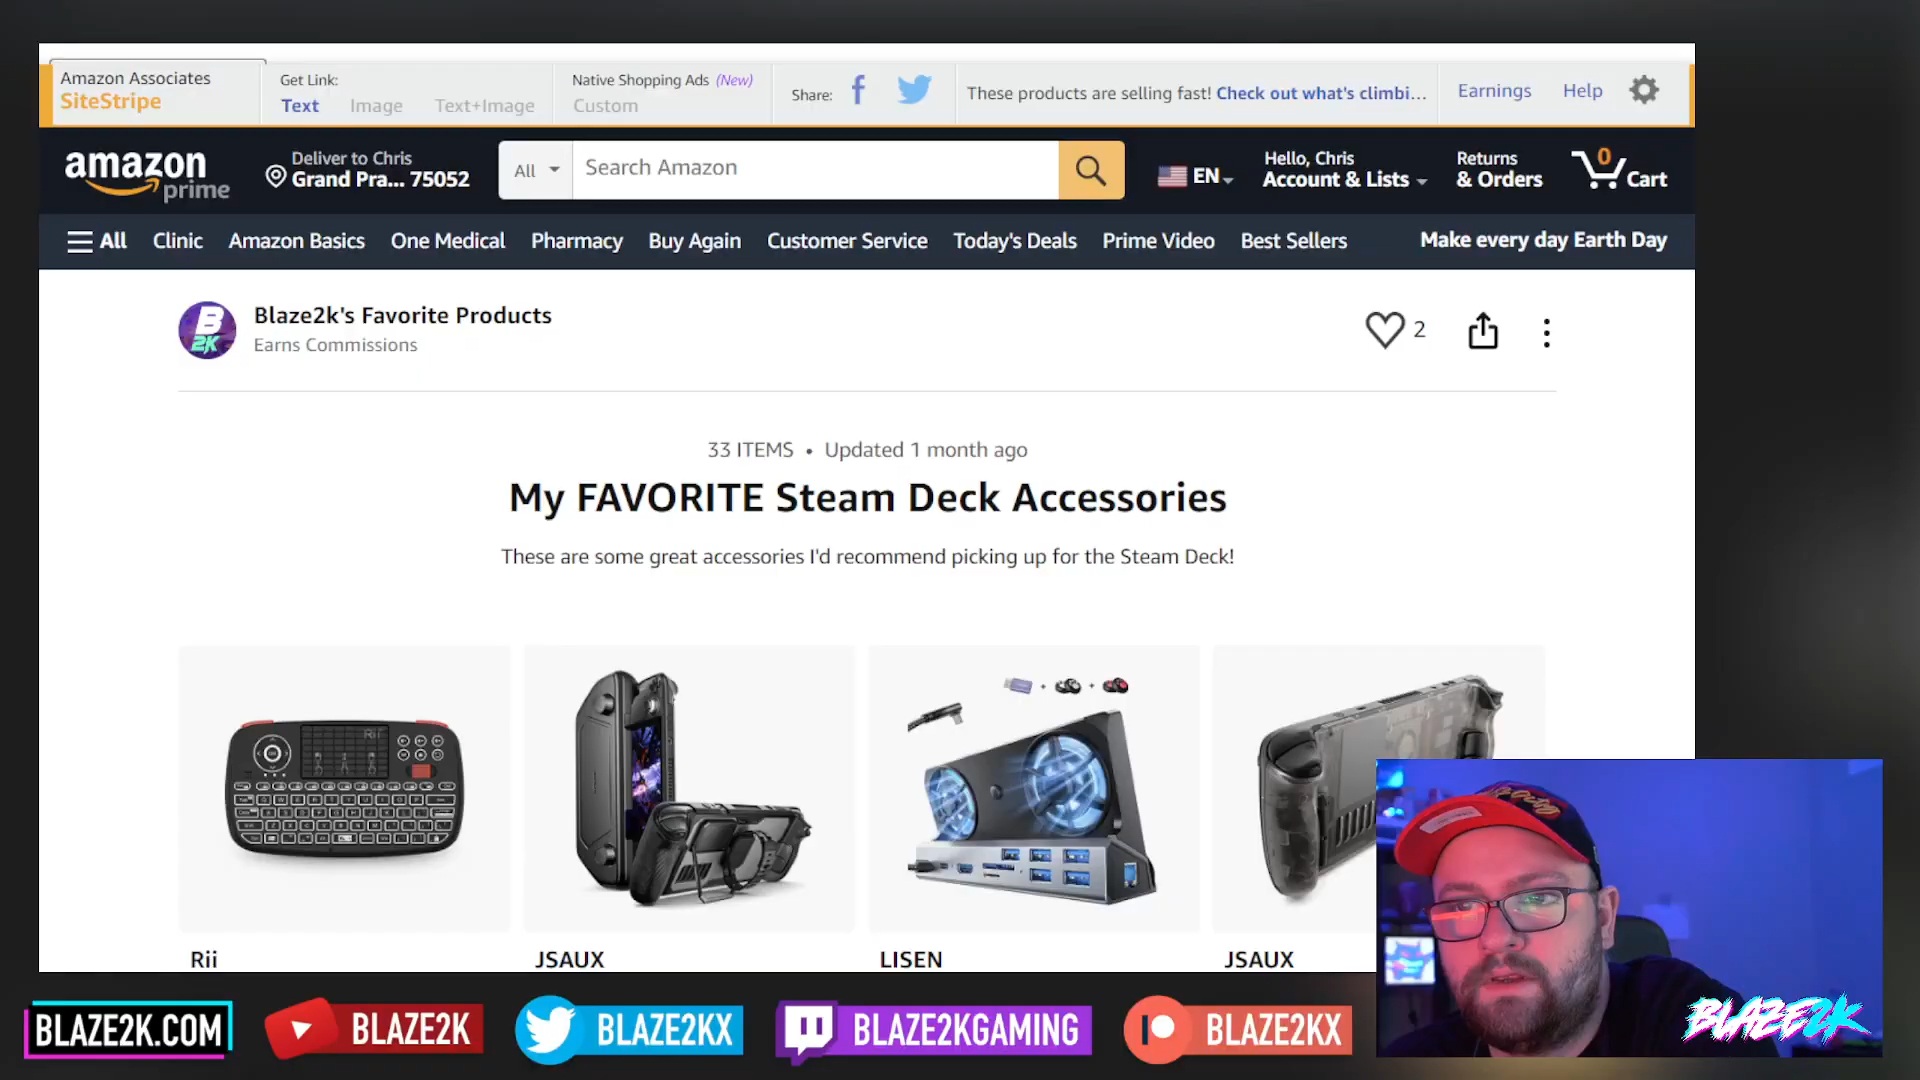 Amazon Associates
SiteStripe
Get Link:
Text Image Text+Image
Native Shopping Ads (New)
Custom
Share:
These products are selling fast! Check out what's climbi...
Earnings Help
amazon
prime
Deliver to Chris
Grand Pra... 75052
All
Search Amazon
EN
Hello, Chris
Account & Lists
Returns
& Orders
0
Cart
All Clinic Amazon Basics One Medical Pharmacy Buy Again Customer Service Today's Deals Prime Video Best Sellers Make every day Earth Day
B
2K
Blaze2k's Favorite Products
Earns Commissions
2
33 ITEMS • Updated 1 month ago
My FAVORITE Steam Deck Accessories
These are some great accessories I'd recommend picking up for the Steam Deck!
Rii
Rii JSAUX LISEN JSAUX
BLAZE2K
BLAZE2K.COM BLAZE2K BLAZE2KX BLAZE2KGAMING BLAZE2KX